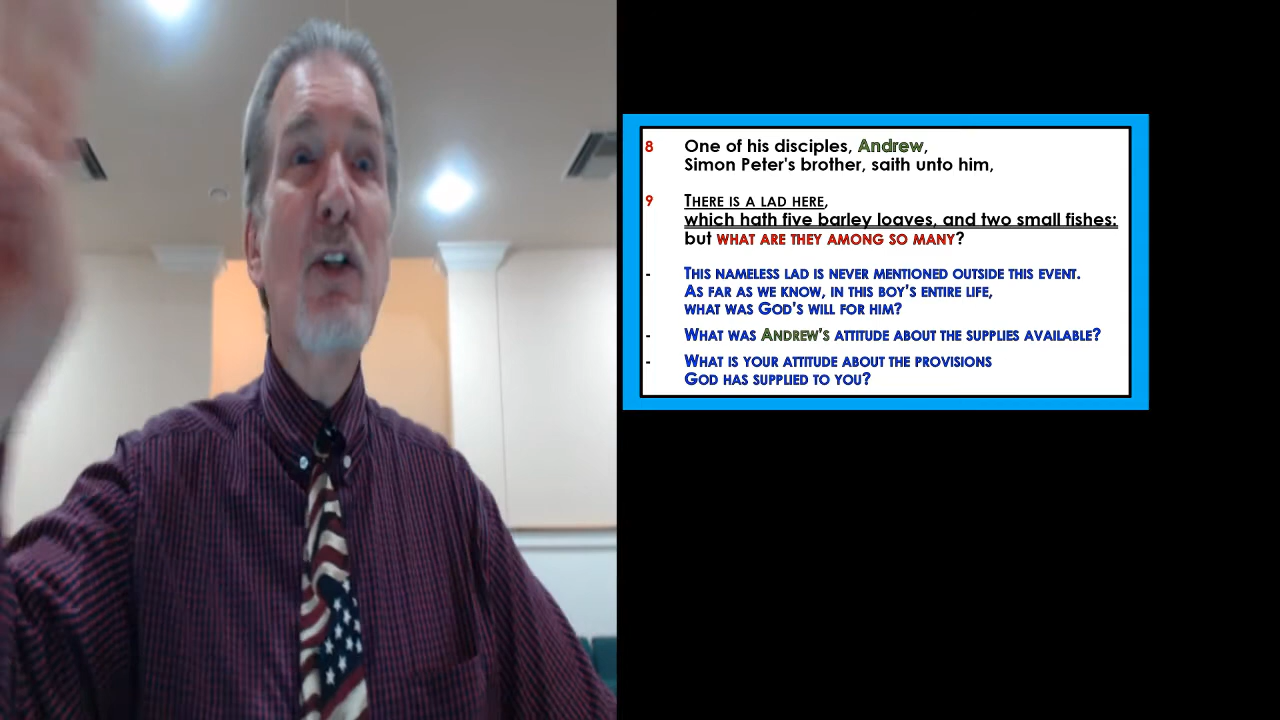 8 One of his disciples, Andrew,
Simon Peter's brother, saith unto him,
9 THERE IS A LAD HERE,
which hath five barley loaves, and two small fishes:
but WHAT ARE THEY AMONG SO MANY?
- THIS NAMELESS LAD IS NEVER MENTIONED OUTSIDE THIS EVENT.
AS FAR AS WE KNOW, IN THIS BOY'S ENTIRE LIFE,
WHAT WAS GOD'S WILL FOR HIM?
- WHAT WAS ANDREW'S ATTITUDE ABOUT THE SUPPLIES AVAILABLE?
- WHAT IS YOUR ATTITUDE ABOUT THE PROVISIONS
GOD HAS SUPPLIED TO YOU?